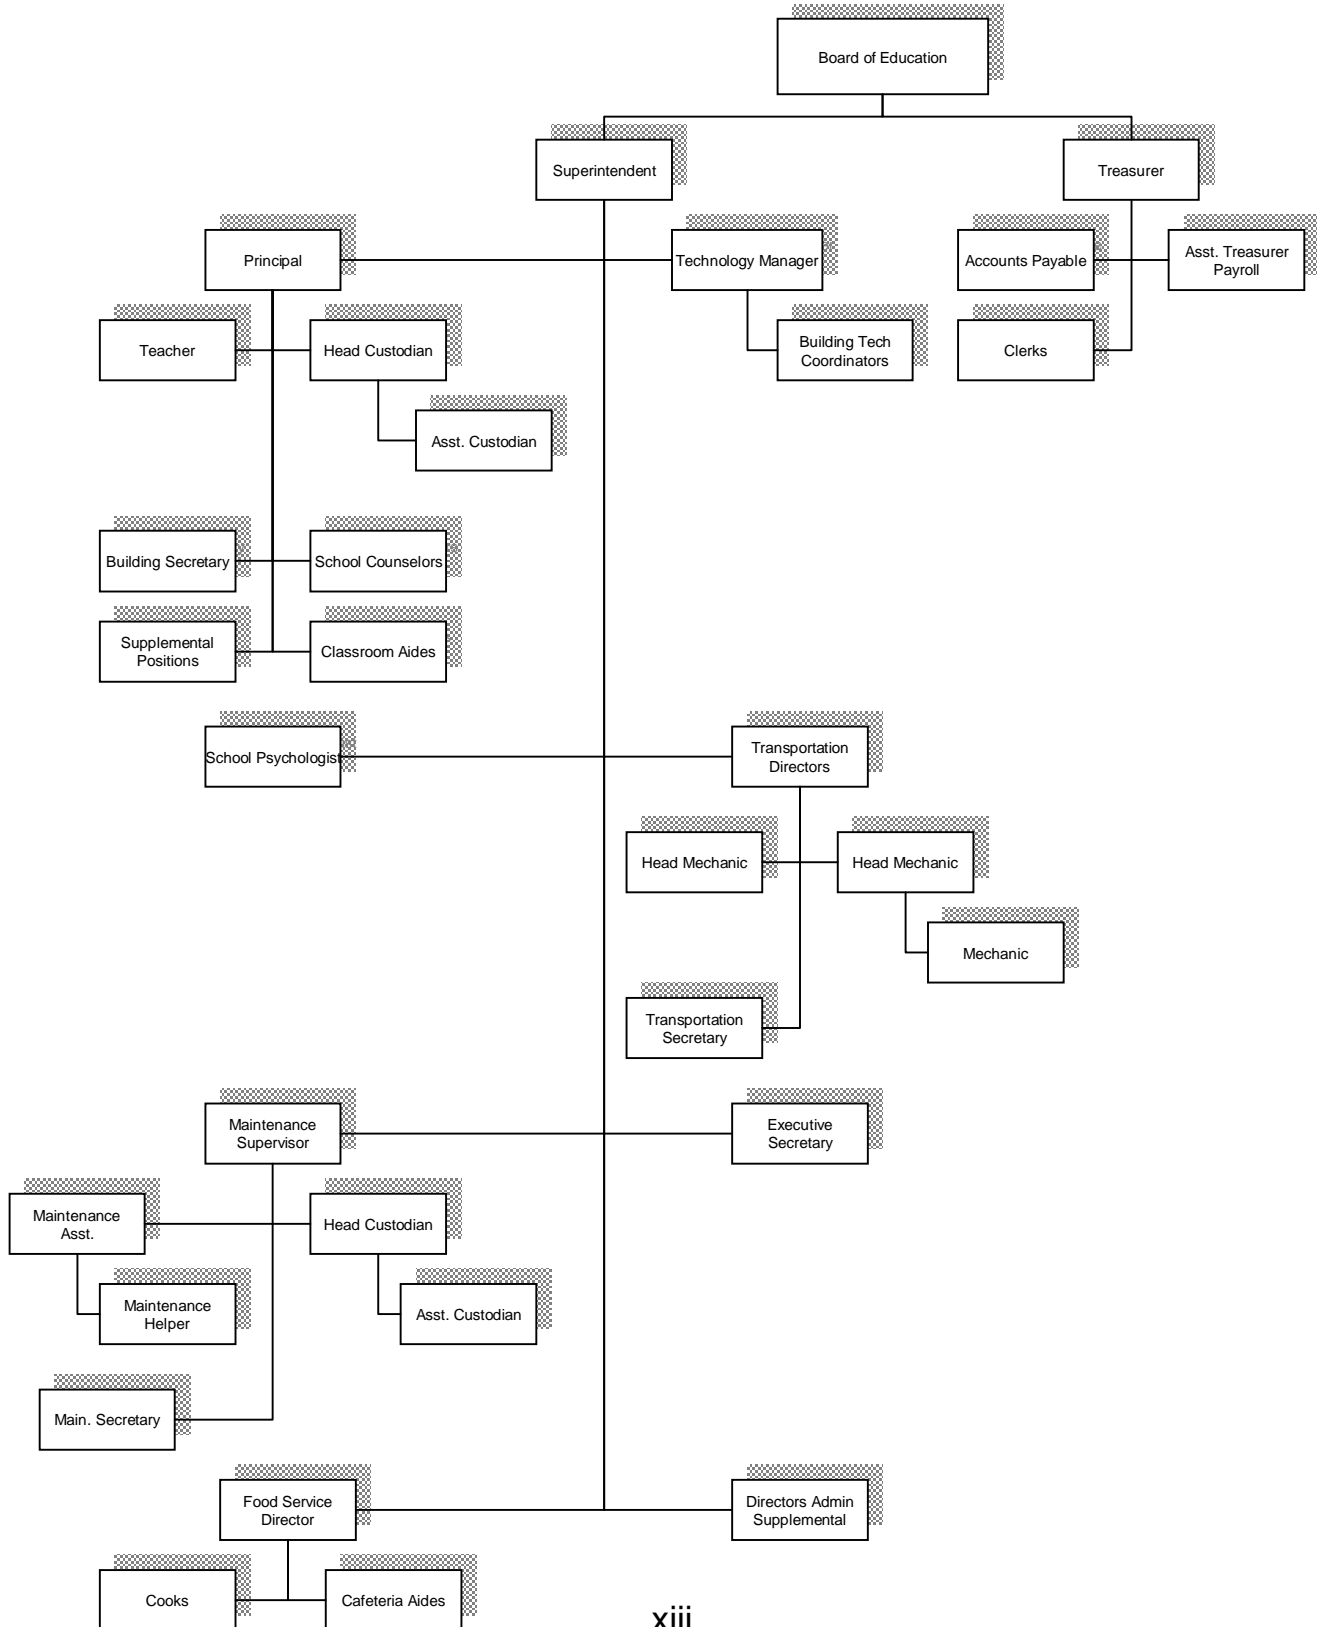 Board of Education
Superintendent
Treasurer
Principal
Technology Manager
Accounts Payable
Asst. Treasurer
Payroll
Teacher
Head Custodian
Building Tech
Coordinators
Clerks
Asst. Custodian
Building Secretary
School Counselors
Supplemental
Positions
Classroom Aides
School Psychologist
Transportation
Directors
Head Mechanic
Head Mechanic
Mechanic
Transportation
Secretary
Maintenance
Supervisor
Executive
Secretary
Maintenance
Asst.
Head Custodian
Maintenance
Helper
Asst. Custodian
Main. Secretary
Food Service
Director
Directors Admin
Supplemental
Cooks
Cafeteria Aides
xiii